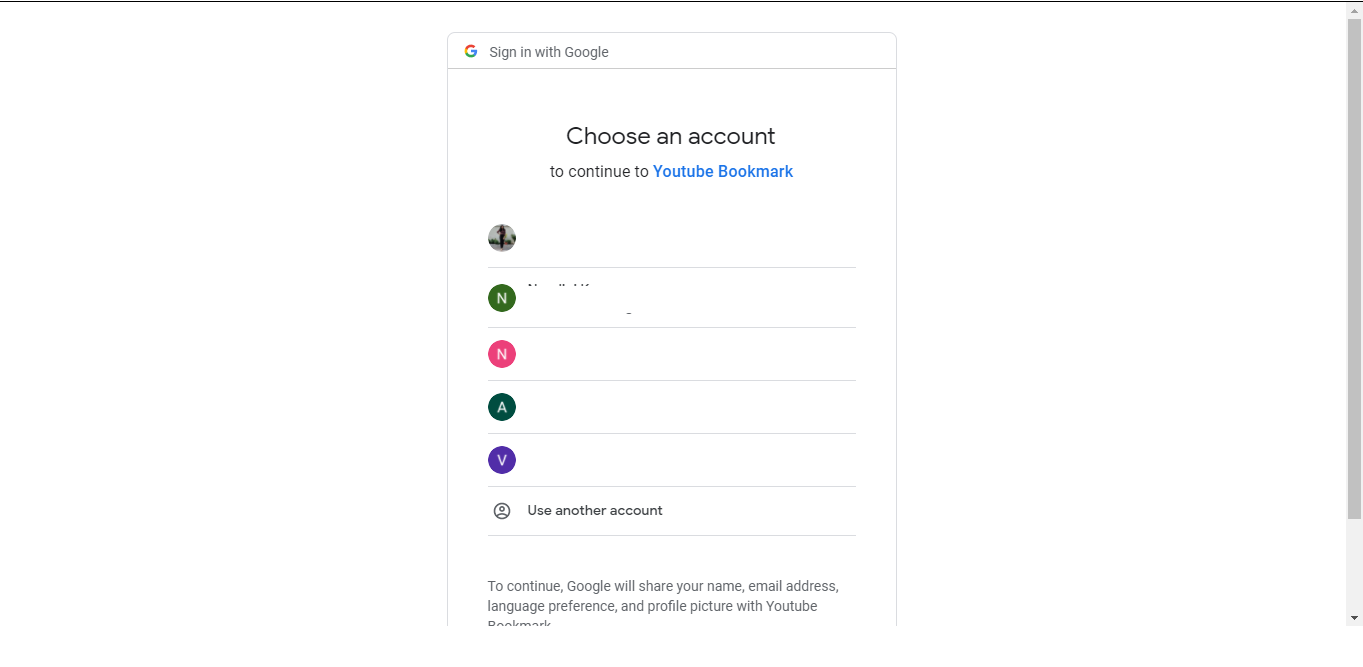 Sign in with Google
Choose an account
to continue to Youtube Bookmark
N
N
A
V
Use another account
To continue, Google will share your name, email address,
language preference, and profile picture with Youtube
Bookmark